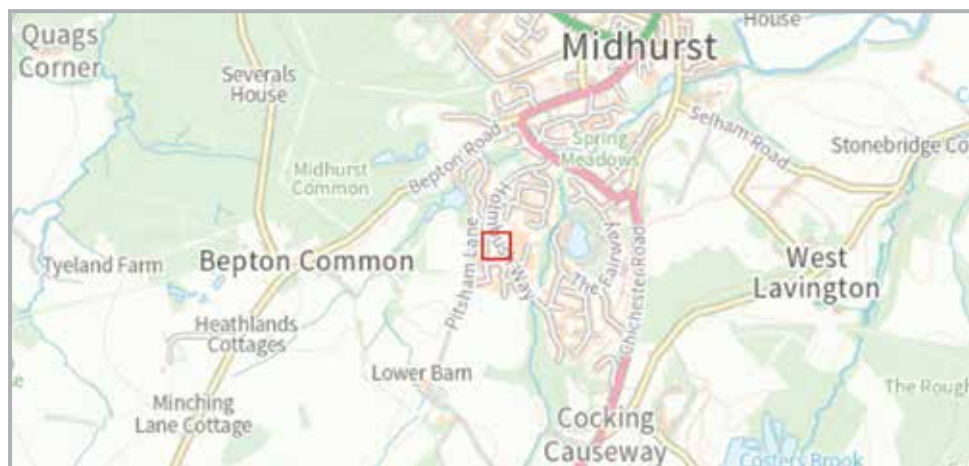 Quags
Corner
House
Midhurst
Severals
House
Selham Road
Spring
Meadows
Stonebridge Co
Bepton Road
Midhurst
Common
Pitsham Lane
Way
The Fairway
Chichester Road
Tyeland Farm
Bepton Common
West
Lavington
Heathlands
Cottages
Lower Barn
The Rough
Minching
Lane Cottage
Cocking
Causeway
Costers Brook